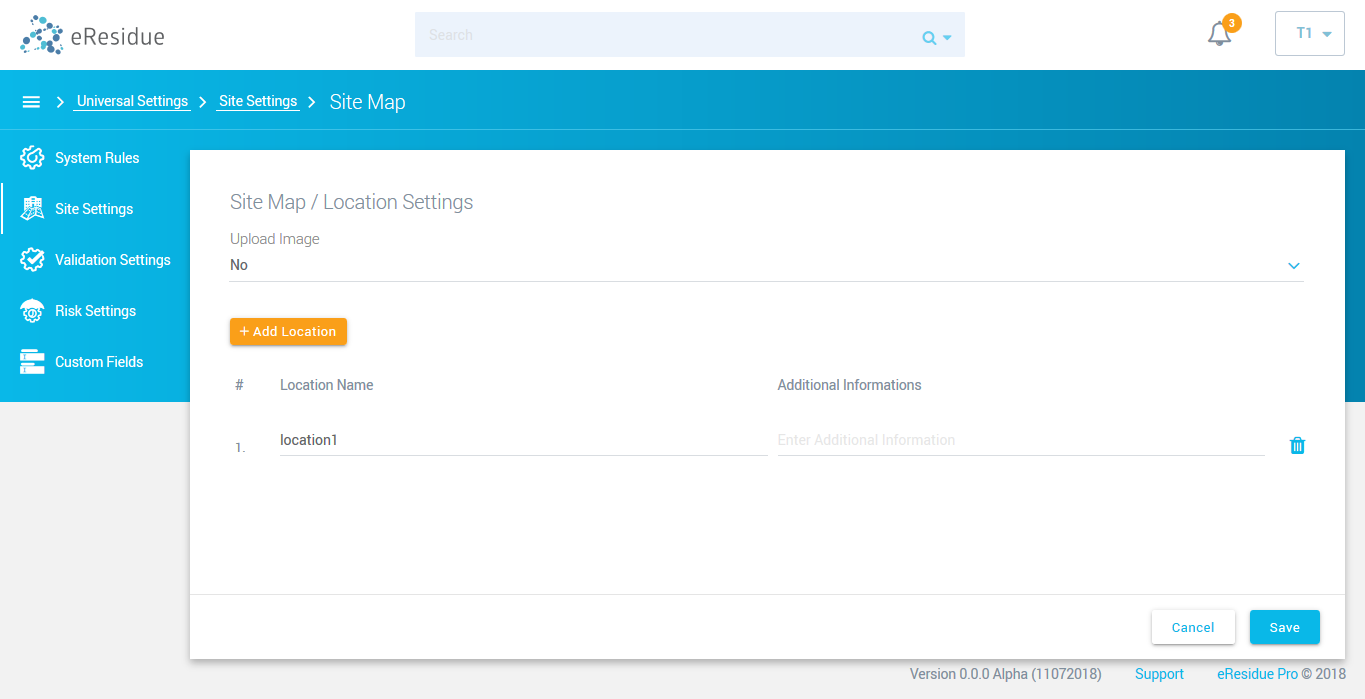 eResidue
Search
3
T1
Universal Settings
Site Settings
Site Map
System Rules
Site Settings
Validation Settings
Risk Settings
Custom Fields
Site Map / Location Settings
Upload Image
No
+ Add Location
# Location Name Additional Informations
1. location1 Enter Additional Information
Cancel Save
Version 0.0.0 Alpha (11072018) Support eResidue Pro © 2018